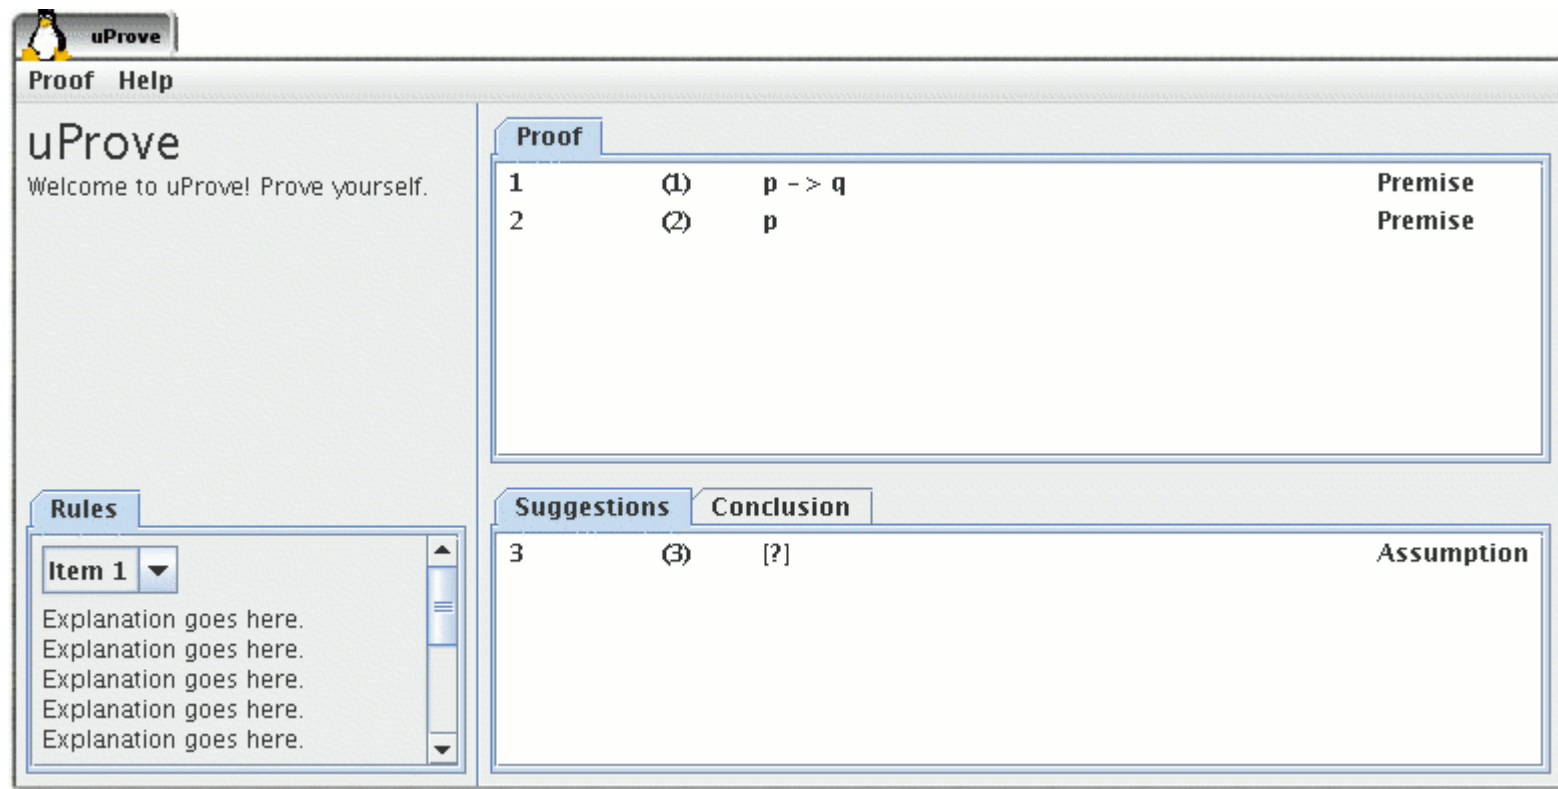 uProve
Proof Help
uProve
Welcome to uProve! Prove yourself.
Proof
1 (1) p -> q Premise
2 (2) p Premise
Rules
Item 1
Explanation goes here.
Explanation goes here.
Explanation goes here.
Explanation goes here.
Explanation goes here.
Suggestions Conclusion
3 (3) [?] Assumption